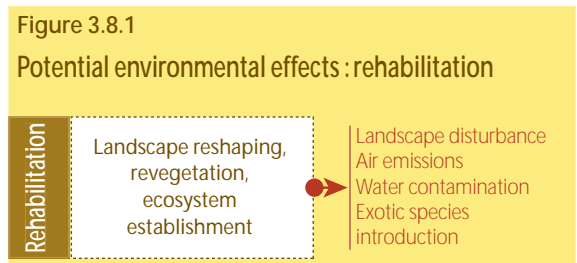 Figure 3.8.1
Potential environmental effects : rehabilitation
Rehabilitation
Landscape reshaping,
revegetation,
ecosystem
establishment
Landscape disturbance
Air emissions
Water contamination
Exotic species
introduction